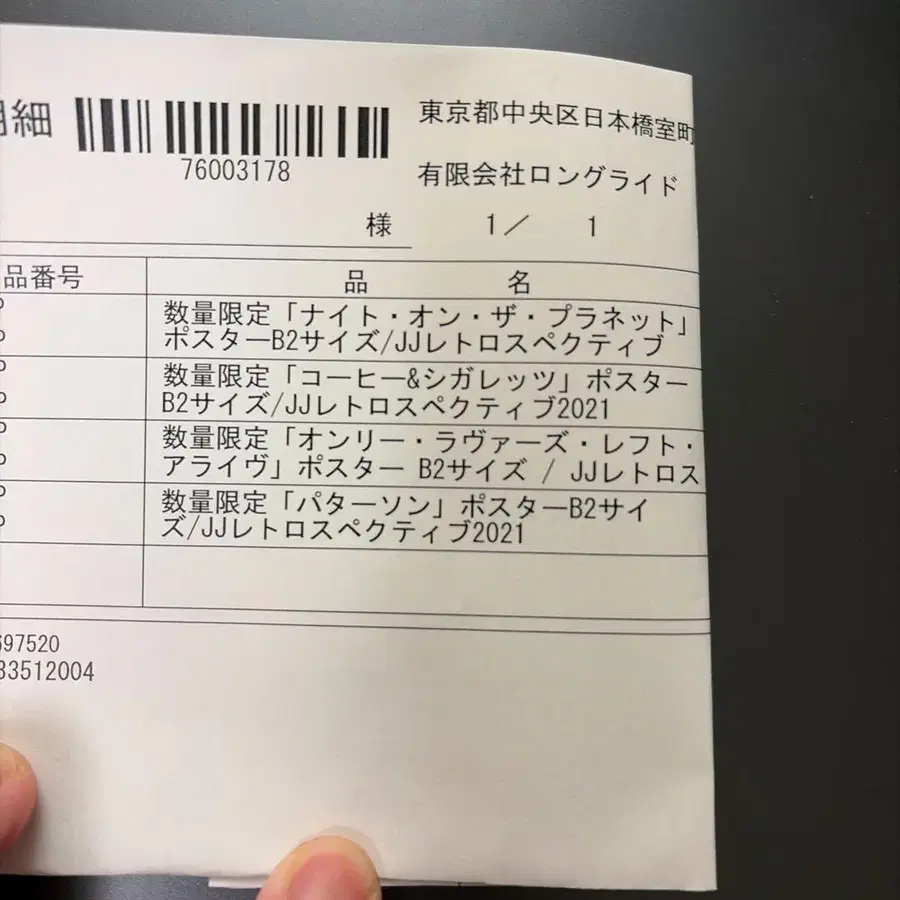 細
東京都中央区日本橋室町
76003178
有限会社ロングライド
様
1／ 1
品番号
品 名
数量限定「ナイト・オン・ザ・プラネット」
ポスターB2サイズ/JJレトロスペクティブ
数量限定「コーヒー&シガレッツ」ポスター
B2サイズ/JJレトロスペクティブ2021
数量限定「オンリー・ラヴァーズ・レフト・
アライヴ」ポスター B2サイズ / JJレトロス
数量限定「パターソン」ポスターB2サイ
ズ/JJレトロスペクティブ2021
697520
33512004